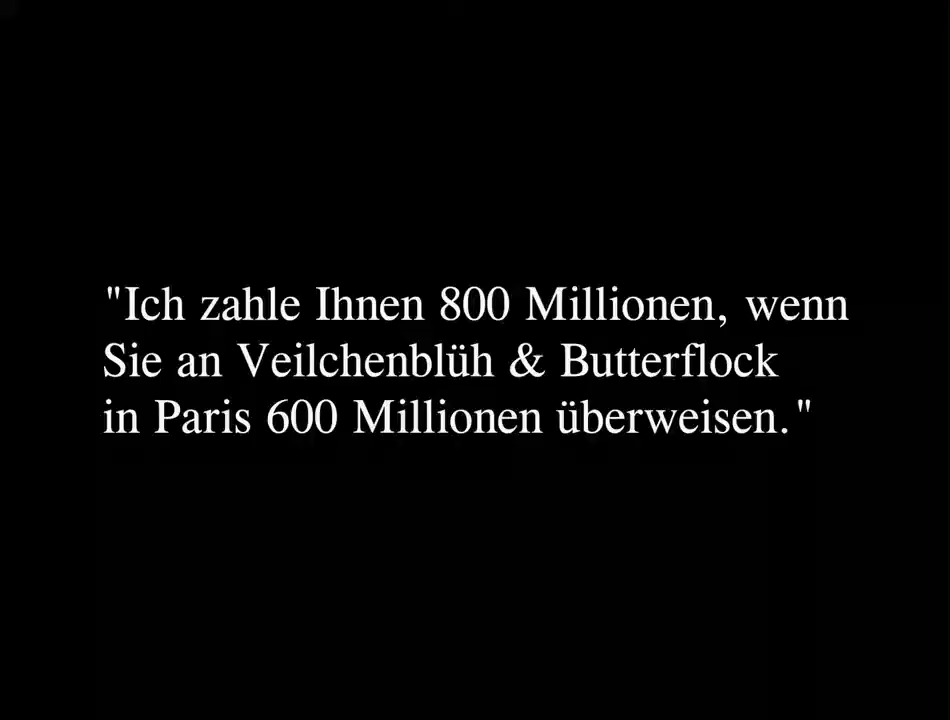 "Ich zahle Ihnen 800 Millionen, wenn
Sie an Veilchenblüh & Butterflock
in Paris 600 Millionen überweisen."